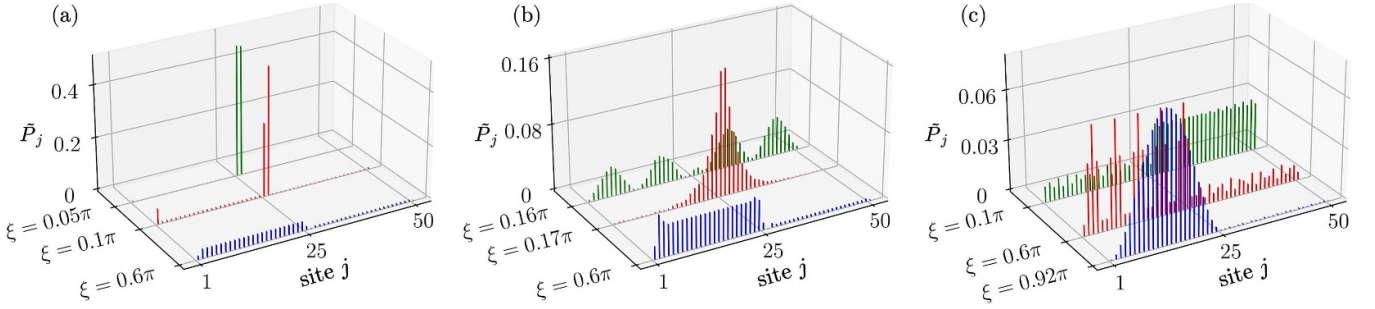 (a)
0.4
0.2
0
P̃_j
ξ = 0.05π
ξ = 0.1π
ξ = 0.6π
1
25
50
site j
(b)
0.16
0.08
0
P̃_j
ξ = 0.16π
ξ = 0.17π
ξ = 0.6π
1
25
50
site j
(c)
0.06
0.03
0
P̃_j
ξ = 0.1π
ξ = 0.6π
ξ = 0.92π
1
25
50
site j